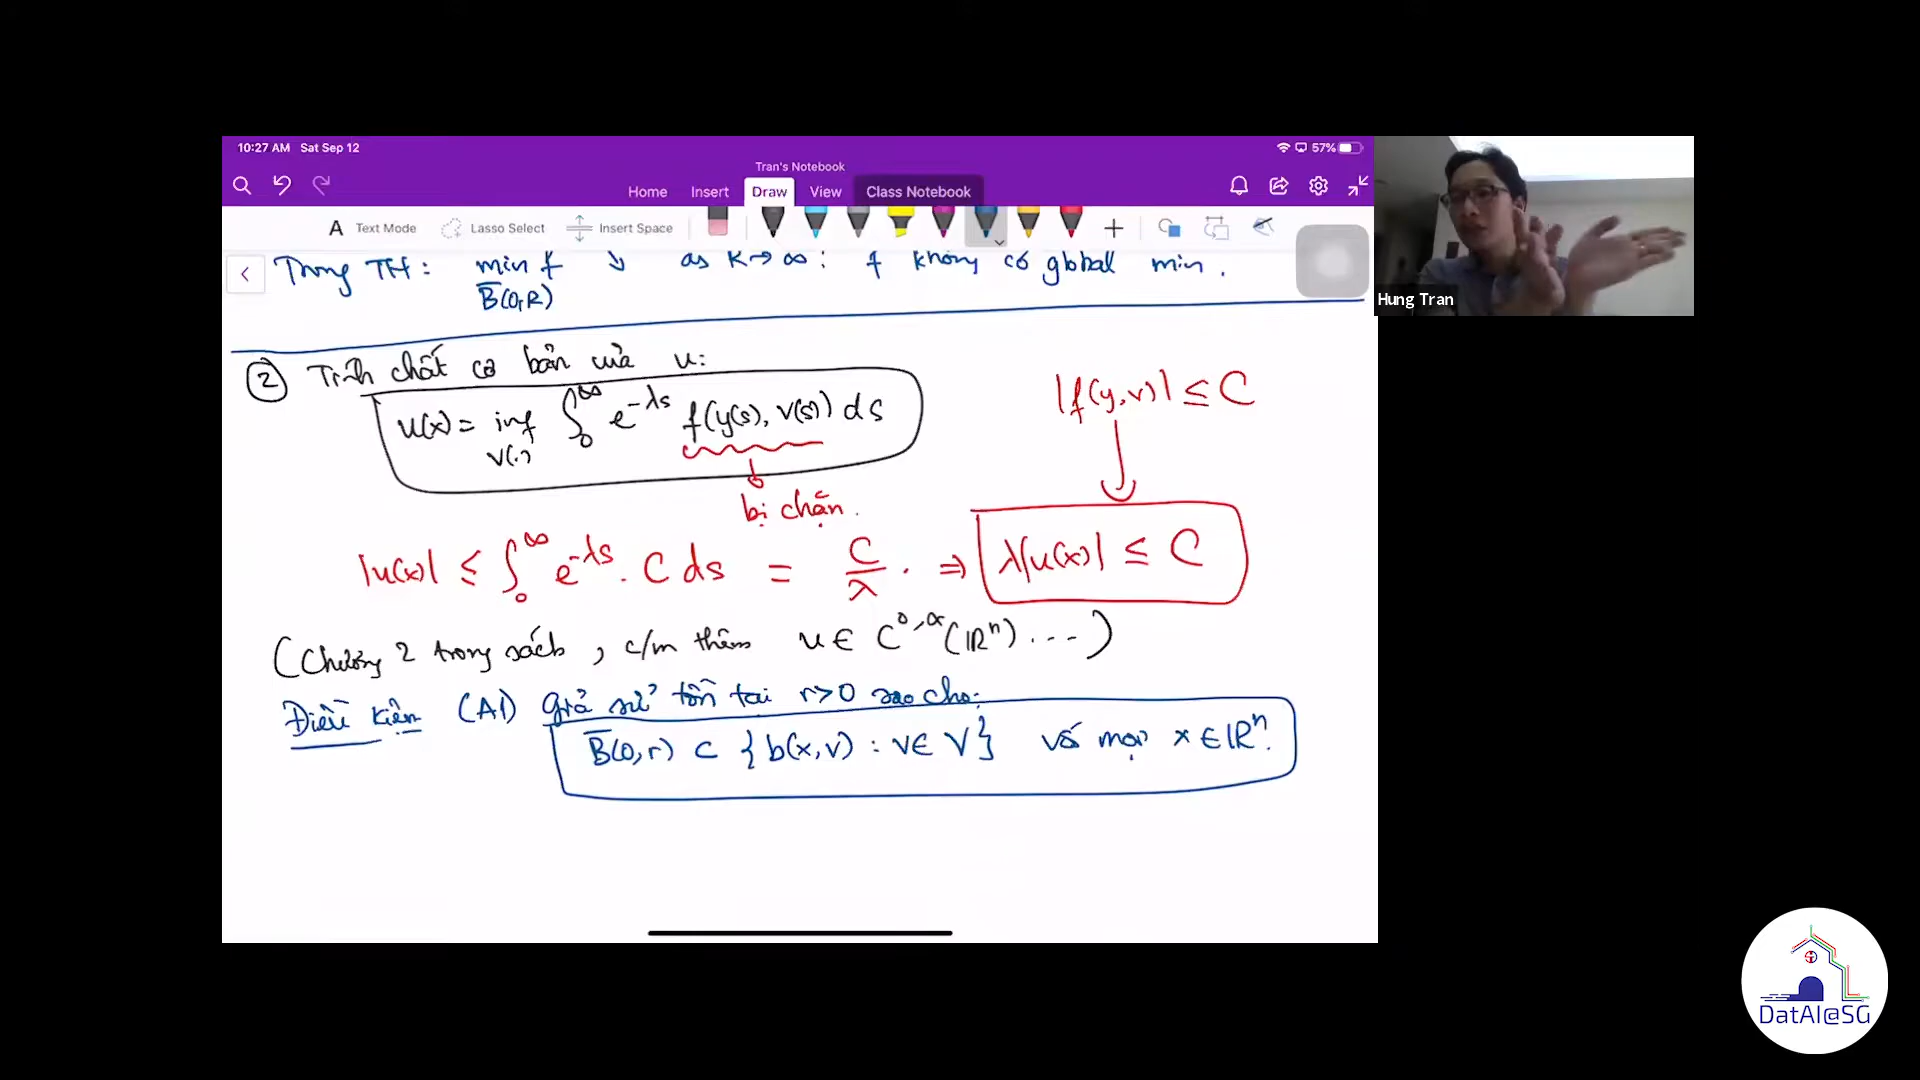 10:27 AM Sat Sep 12
57%
Tran's Notebook
Home Insert Draw View Class Notebook
Text Mode Lasso Select Insert Space
Hung Tran
Trong TH: min f ↓ as K→∞ : f không có global min.
B̅(0,R)
② Tính chất cơ bản của u:
u(x) = inf ∫₀^∞ e^{-λs} f(y(s), v(s)) ds
v(.)
|f(y,v)| ≤ C
bị chặn.
|u(x)| ≤ ∫₀^∞ e^{-λs}. C ds = C/λ. ⇒ λ|u(x)| ≤ C
(Chương 2 trong sách, c/m thêm u ∈ C^{0,α}(ℝⁿ)...)
Điều kiện (A1) Giả sử tồn tại r>0 sao cho:
B̅(0,r) ⊂ {b(x,v) : v∈V} với mọi x∈ℝⁿ.
DatAI@SG